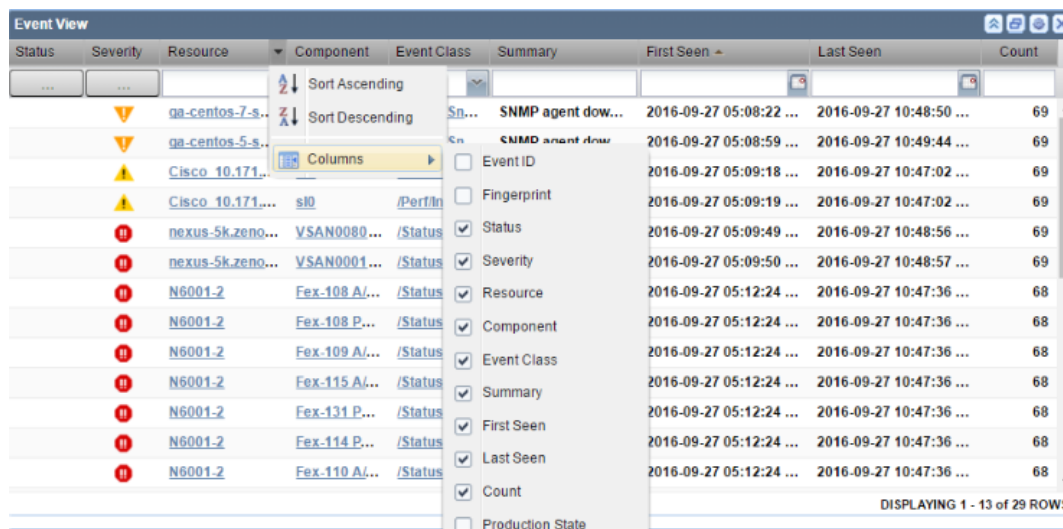 Event View
Status Severity Resource Component Event Class Summary First Seen Last Seen Count
... ...
Sort Ascending
Sort Descending
Columns
Event ID
Fingerprint
Status
Severity
Resource
Component
Event Class
Summary
First Seen
Last Seen
Count
Production State
qa-centos-7-s... Sn... SNMP agent dow... 2016-09-27 05:08:22 ... 2016-09-27 10:48:50 ... 69
qa-centos-5-s... Sn... SNMP agent dow... 2016-09-27 05:08:59 ... 2016-09-27 10:49:44 ... 69
Cisco 10.171.... 2016-09-27 05:09:18 ... 2016-09-27 10:47:02 ... 69
Cisco 10.171.... sl0 /Perf/In 2016-09-27 05:09:19 ... 2016-09-27 10:47:02 ... 69
nexus-5k.zeno... VSAN0080... /Status 2016-09-27 05:09:49 ... 2016-09-27 10:48:56 ... 69
nexus-5k.zeno... VSAN0001... /Status 2016-09-27 05:09:50 ... 2016-09-27 10:48:57 ... 69
N6001-2 Fex-108 A/... /Status 2016-09-27 05:12:24 ... 2016-09-27 10:47:36 ... 68
N6001-2 Fex-108 P... /Status 2016-09-27 05:12:24 ... 2016-09-27 10:47:36 ... 68
N6001-2 Fex-109 A/... /Status 2016-09-27 05:12:24 ... 2016-09-27 10:47:36 ... 68
N6001-2 Fex-115 A/... /Status 2016-09-27 05:12:24 ... 2016-09-27 10:47:36 ... 68
N6001-2 Fex-131 P... /Status 2016-09-27 05:12:24 ... 2016-09-27 10:47:36 ... 68
N6001-2 Fex-114 P... /Status 2016-09-27 05:12:24 ... 2016-09-27 10:47:36 ... 68
N6001-2 Fex-110 A/... /Status 2016-09-27 05:12:24 ... 2016-09-27 10:47:36 ... 68
DISPLAYING 1 - 13 of 29 ROWS